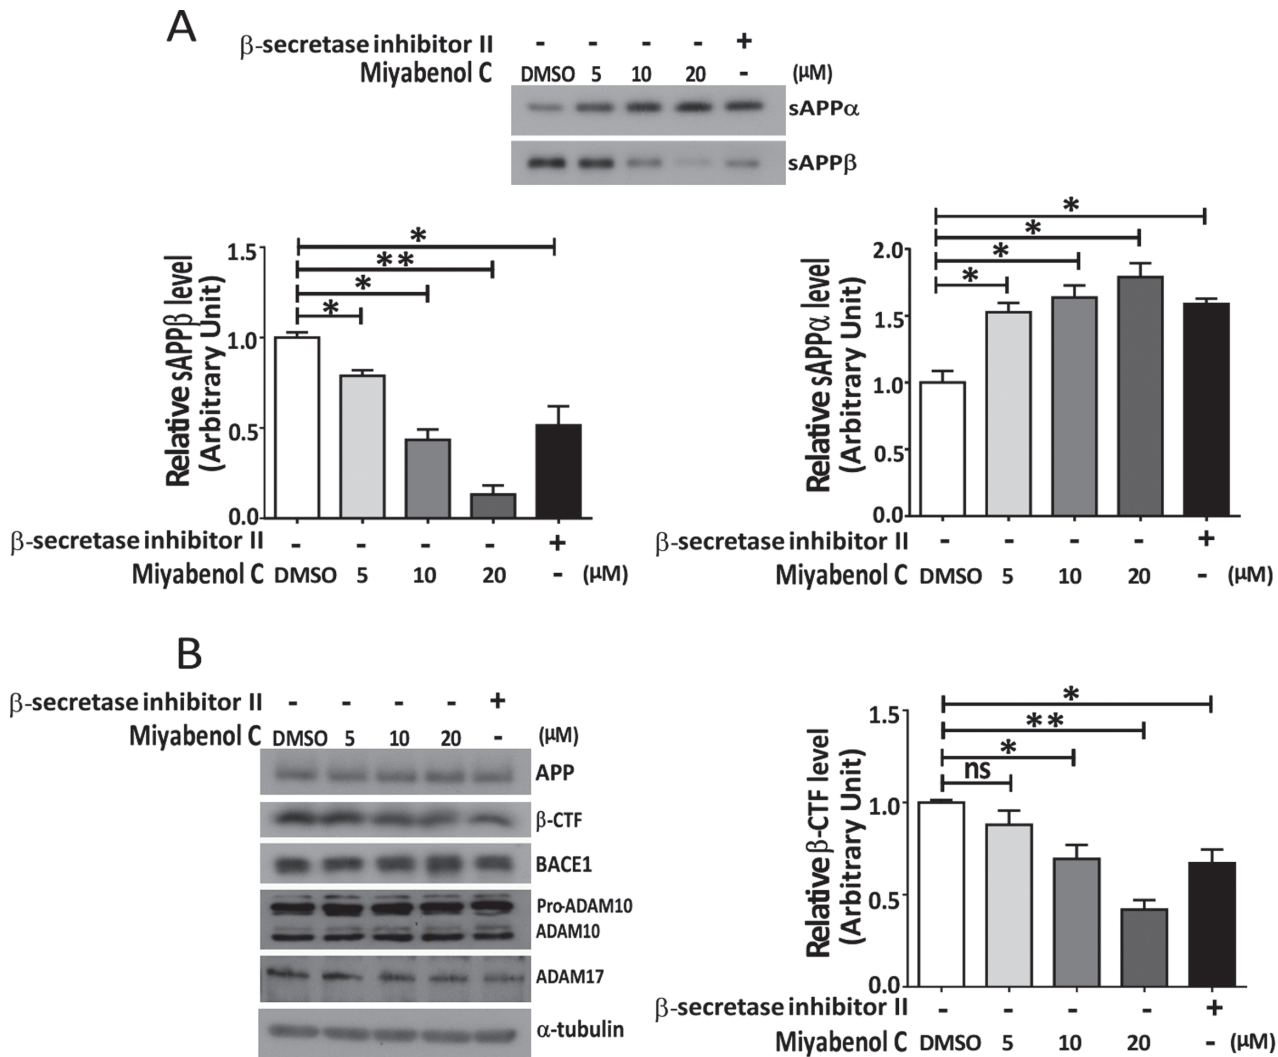 A
β-secretase inhibitor II - - - - +
Miyabenol C DMSO 5 10 20 - (μM)
sAPPα
sAPPβ
Relative sAPPβ level
(Arbitrary Unit)
1.5
1.0
0.5
0.0
*
**
*
*
β-secretase inhibitor II - - - - +
Miyabenol C DMSO 5 10 20 - (μM)
Relative sAPPα level
(Arbitrary Unit)
2.0
1.5
1.0
0.5
0.0
*
*
*
*
β-secretase inhibitor II - - - - +
Miyabenol C DMSO 5 10 20 - (μM)
B
β-secretase inhibitor II - - - - +
Miyabenol C DMSO 5 10 20 - (μM)
APP
β-CTF
BACE1
Pro-ADAM10
ADAM10
ADAM17
α-tubulin
Relative β-CTF level
(Arbitrary Unit)
1.5
1.0
0.5
0.0
*
**
*
ns
β-secretase inhibitor II - - - - +
Miyabenol C DMSO 5 10 20 - (μM)